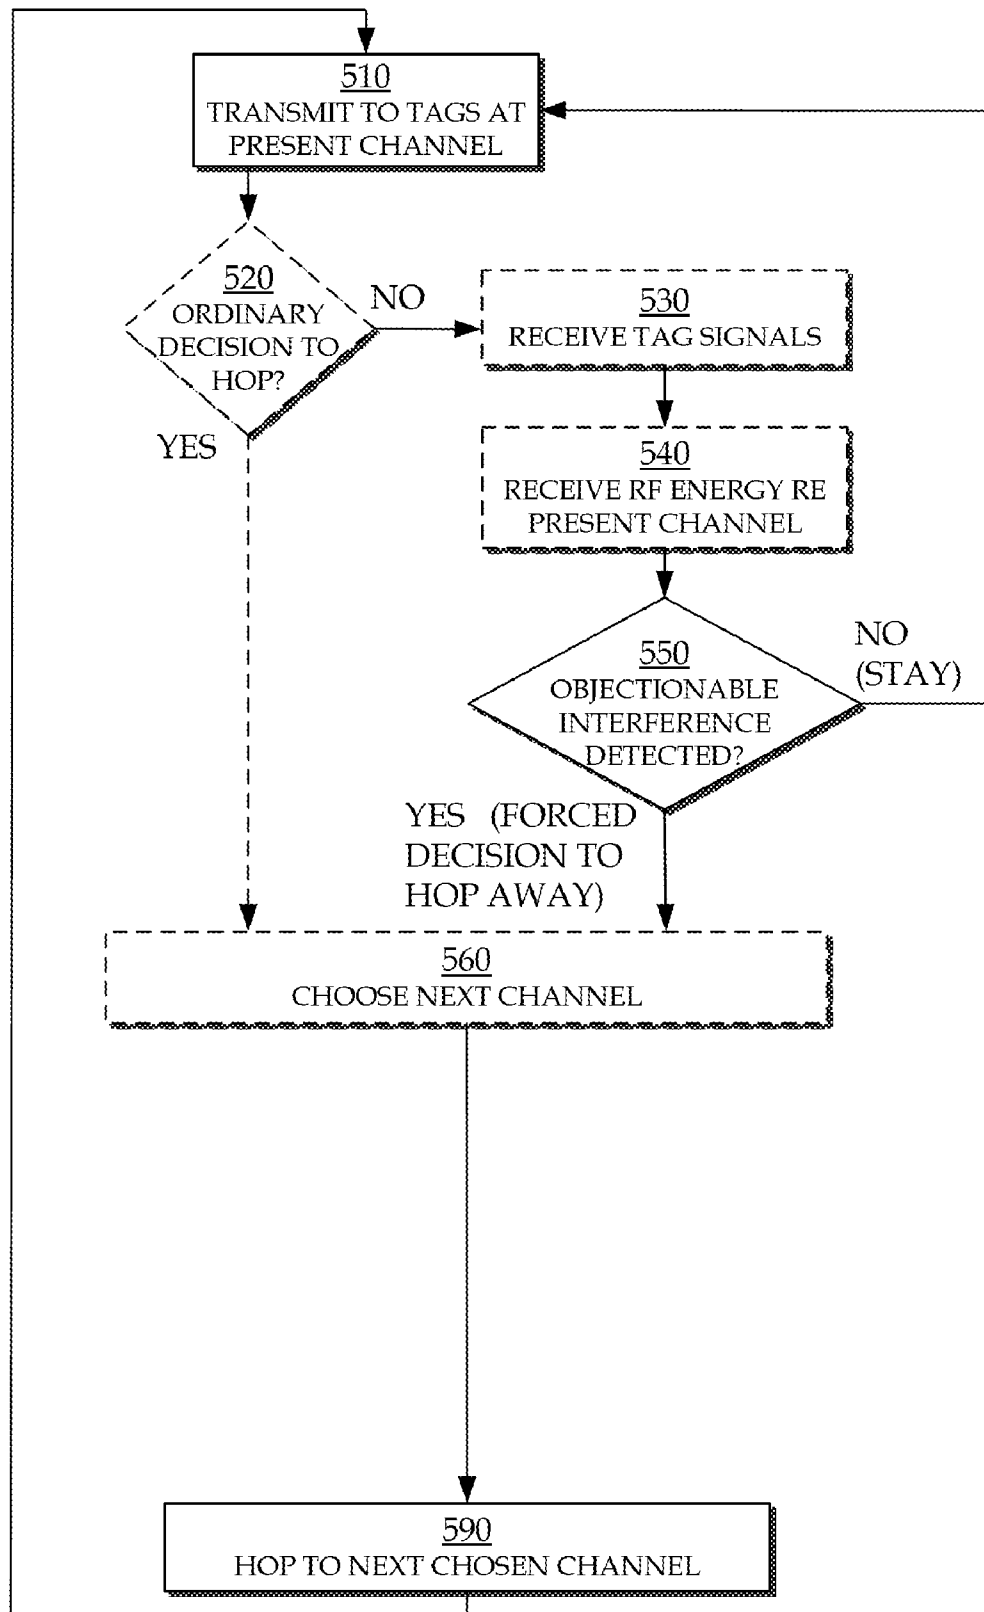 510
TRANSMIT TO TAGS AT
PRESENT CHANNEL
520
ORDINARY
DECISION TO
HOP?
NO
YES
530
RECEIVE TAG SIGNALS
540
RECEIVE RF ENERGY RE
PRESENT CHANNEL
550
OBJECTIONABLE
INTERFERENCE
DETECTED?
NO
(STAY)
YES (FORCED
DECISION TO
HOP AWAY)
560
CHOOSE NEXT CHANNEL
590
HOP TO NEXT CHOSEN CHANNEL